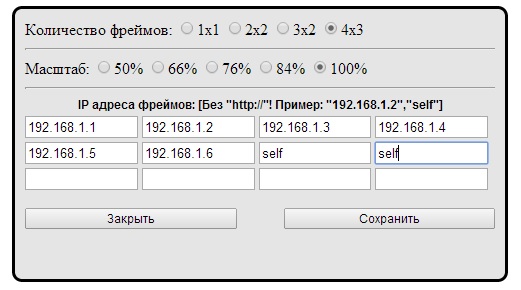 Количество фреймов: 1x1 2x2 3x2 4x3
Масштаб: 50% 66% 76% 84% 100%
IP адреса фреймов: [Без "http://"! Пример: "192.168.1.2","self"]
192.168.1.1 192.168.1.2 192.168.1.3 192.168.1.4
192.168.1.5 192.168.1.6 self self
Закрыть Сохранить